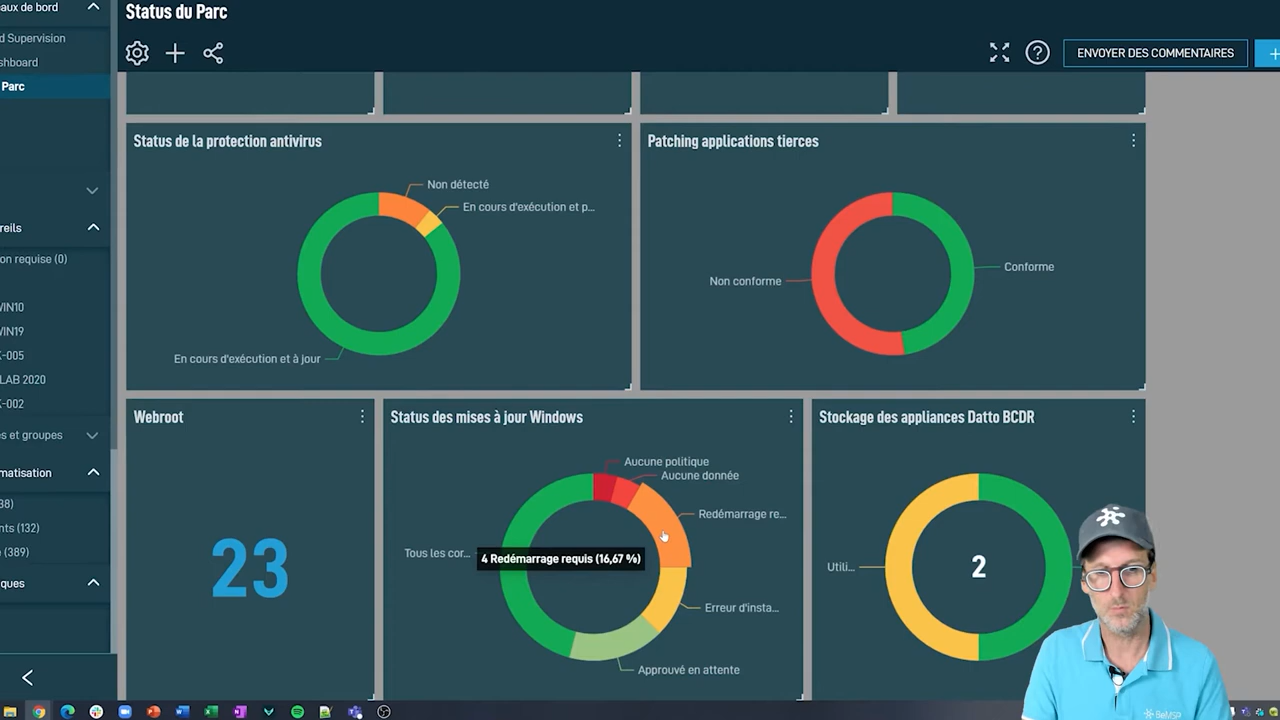 aux de bord
Status du Parc
d Supervision
shboard
Parc
ENVOYER DES COMMENTAIRES
Status de la protection antivirus
Patching applications tierces
Non détecté
En cours d'exécution et p...
En cours d'exécution et à jour
Non conforme
Conforme
reils
on requise (0)
WIN10
WIN19
K-005
LAB 2020
K-002
es et groupes
matisation
38)
nts (132)
e (389)
ques
Webroot
23
Status des mises à jour Windows
Aucune politique
Aucune donnée
Redémarrage re...
Tous les cor...
4 Redémarrage requis (16,67 %)
Erreur d'insta...
Approuvé en attente
Stockage des appliances Datto BCDR
Utili...
2
BeMSP